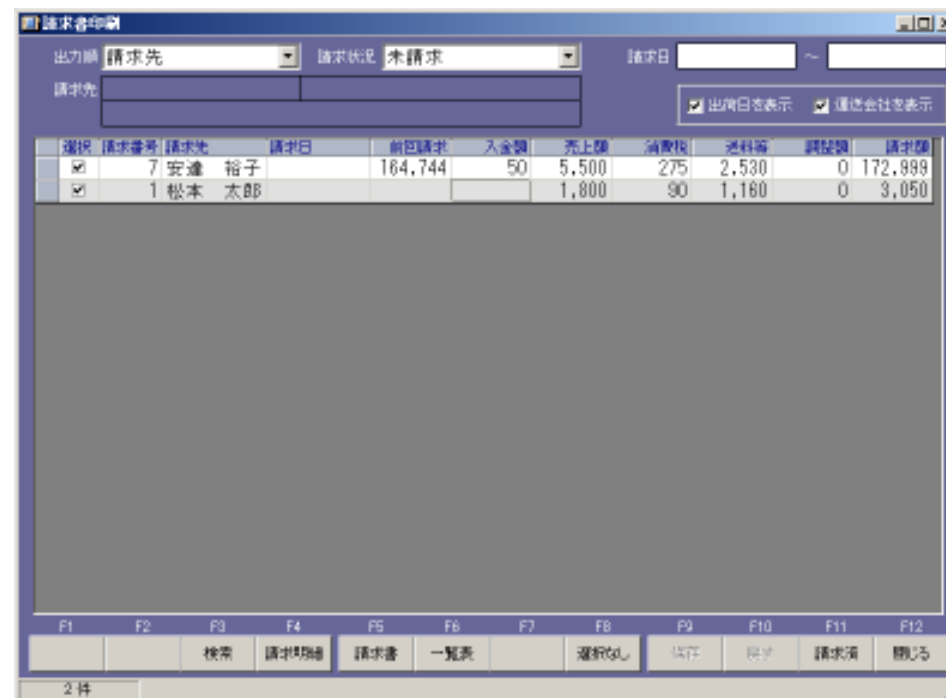 請求書印刷
出力順 請求先 請求状況 未請求 請求日 ～
請求先
出荷日を表示 運送会社を表示
選択 請求番号 請求先 請求日 前回請求 入金額 売上額 消費税 送料等 調整額 請求額
7 安達 裕子 164,744 50 5,500 275 2,530 0 172,999
1 松本 太郎 1,800 90 1,160 0 3,050
F1 F2 F3 F4 F5 F6 F7 F8 F9 F10 F11 F12
検索 請求明細 請求書 一覧表 選択なし 保存 請求済 閉じる
2 件